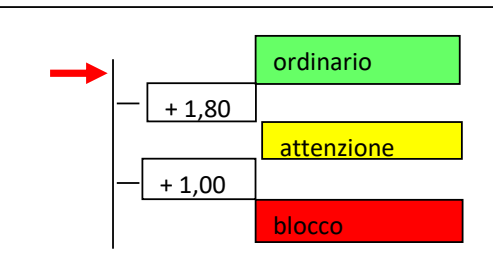 ordinario
+ 1,80
attenzione
+ 1,00
blocco